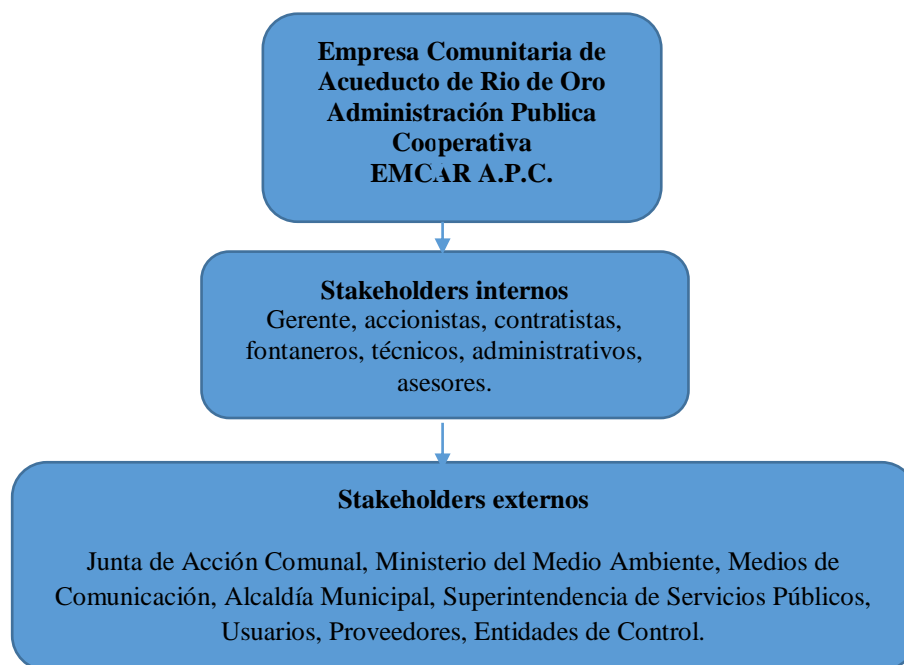 Empresa Comunitaria de
Acueducto de Rio de Oro
Administración Publica
Cooperativa
EMCAR A.P.C.
Stakeholders internos
Gerente, accionistas, contratistas,
fontaneros, técnicos, administrativos,
asesores.
Stakeholders externos
Junta de Acción Comunal, Ministerio del Medio Ambiente, Medios de
Comunicación, Alcaldía Municipal, Superintendencia de Servicios Públicos,
Usuarios, Proveedores, Entidades de Control.